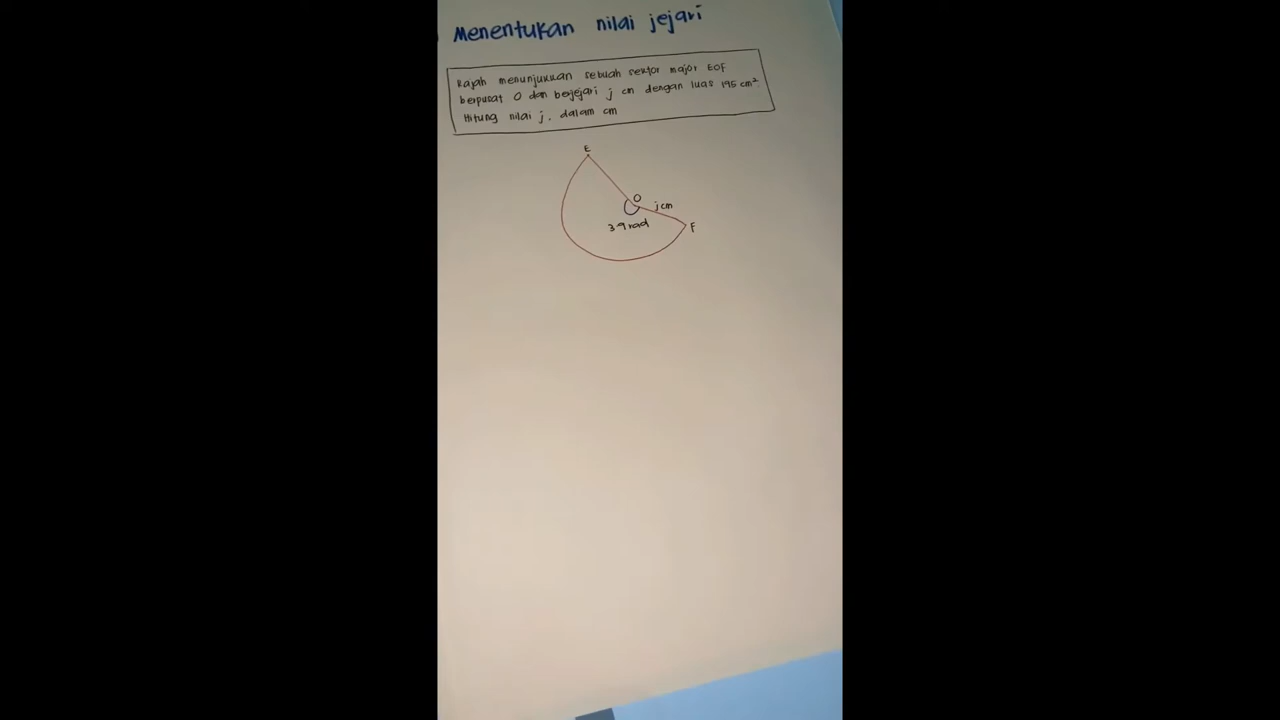 Menentukan nilai jejari
Rajah menunjukkan sebuah sektor major EOF
berpusat O dan berjejari j cm dengan luas 195 cm².
Hitung nilai j, dalam cm
E
O
j cm
3.9 rad
F